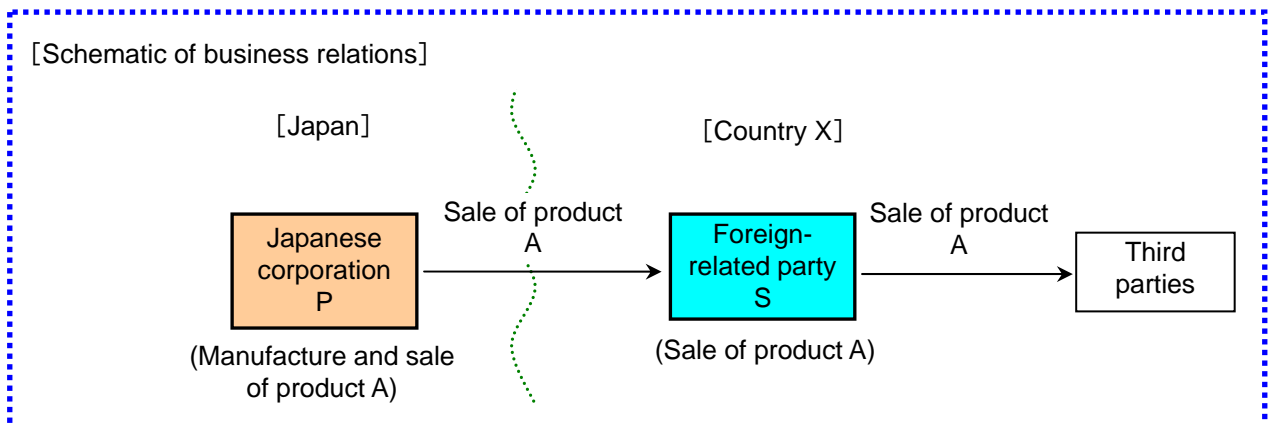 ［Schematic of business relations］
［Japan］
［Country X］
Sale of product
A
Sale of product
A
Japanese
corporation
P
Foreign-
related party
S
Third
parties
(Manufacture and sale
of product A)
(Sale of product A)